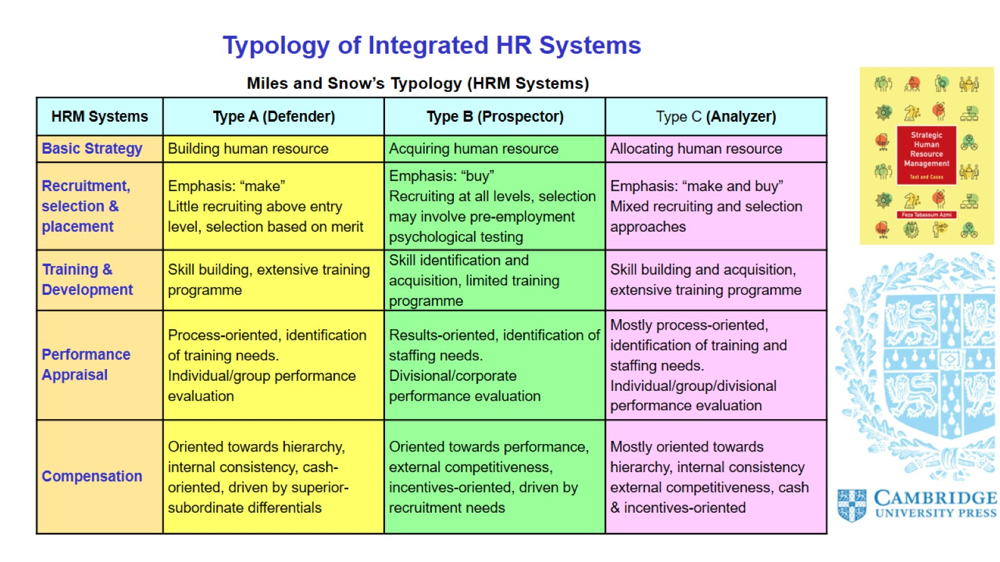 Typology of Integrated HR Systems
Miles and Snow’s Typology (HRM Systems)
HRM Systems
Type A (Defender)
Type B (Prospector)
Type C (Analyzer)
Basic Strategy
Building human resource
Acquiring human resource
Allocating human resource
Recruitment,
selection &
placement
Emphasis: “make”
Little recruiting above entry
level, selection based on merit
Emphasis: “buy”
Recruiting at all levels, selection
may involve pre-employment
psychological testing
Emphasis: “make and buy”
Mixed recruiting and selection
approaches
Training &
Development
Skill building, extensive training
programme
Skill identification and
acquisition, limited training
programme
Skill building and acquisition,
extensive training programme
Performance
Appraisal
Process-oriented, identification
of training needs.
Individual/group performance
evaluation
Results-oriented, identification of
staffing needs.
Divisional/corporate
performance evaluation
Mostly process-oriented,
identification of training and
staffing needs.
Individual/group/divisional
performance evaluation
Compensation
Oriented towards hierarchy,
internal consistency, cash-
oriented, driven by superior-
subordinate differentials
Oriented towards performance,
external competitiveness,
incentives-oriented, driven by
recruitment needs
Mostly oriented towards
hierarchy, internal consistency
external competitiveness, cash
& incentives-oriented
Strategic
Human
Resource
Management
Text and Cases
Feza Tabassum Azmi
CAMBRIDGE
UNIVERSITY PRESS